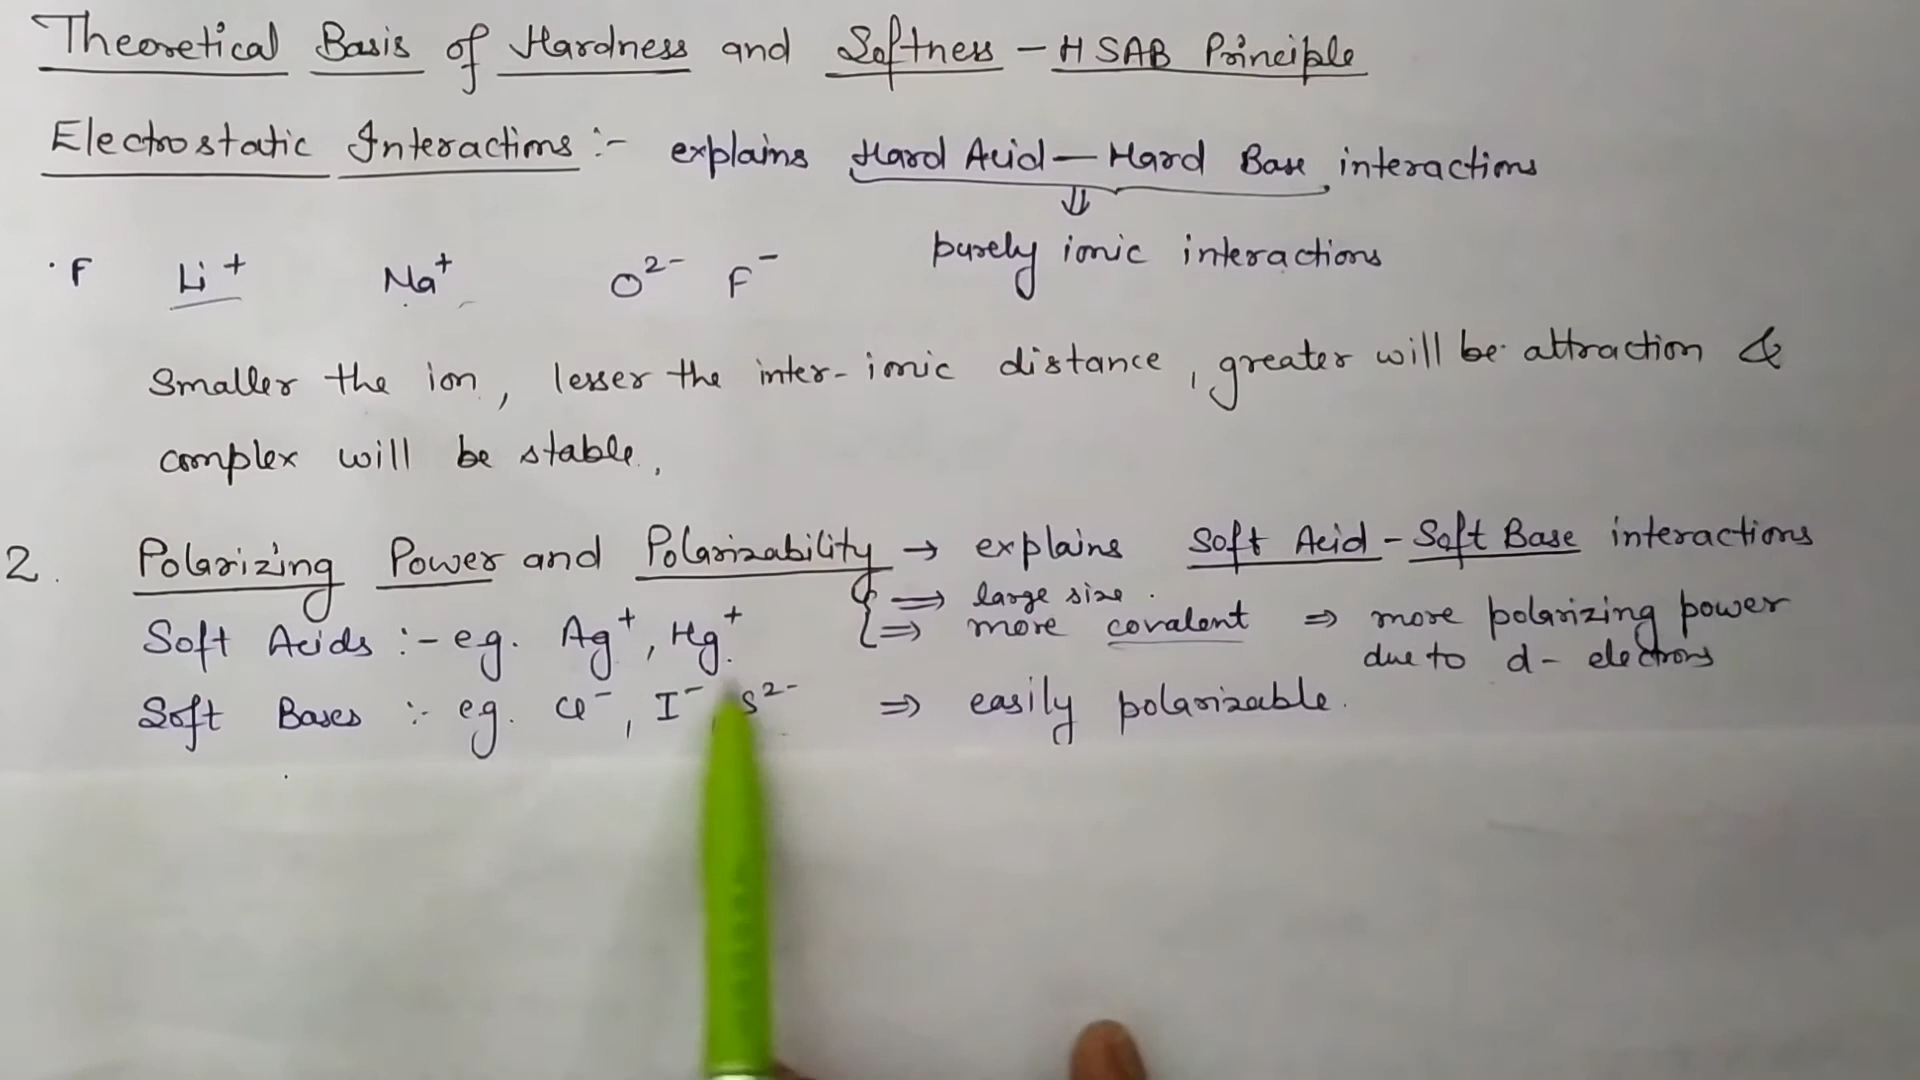 Theoretical Basis of Hardness and Softness - HSAB Principle
Electrostatic Interactions :- explains Hard Acid - Hard Base interactions
⇓
purely ionic interactions
. F Li+ Na+ O2- F-
Smaller the ion, lesser the inter-ionic distance, greater will be attraction &
complex will be stable.
2. Polarizing Power and Polarizability → explains Soft Acid - Soft Base interactions
⇒ large size.
Soft Acids :- eg. Ag+, Hg+ ⇒ more covalent ⇒ more polarizing power
due to d-electrons
Soft Bases :- eg. Cl-, I-, S2- ⇒ easily polarizable.